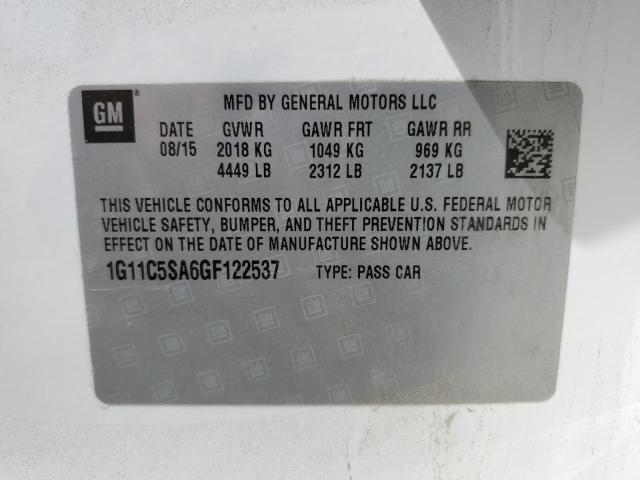 GM® MFD BY GENERAL MOTORS LLC
DATE GVWR GAWR FRT GAWR RR
08/15 2018 KG 1049 KG 969 KG
4449 LB 2312 LB 2137 LB
THIS VEHICLE CONFORMS TO ALL APPLICABLE U.S. FEDERAL MOTOR
VEHICLE SAFETY, BUMPER, AND THEFT PREVENTION STANDARDS IN
EFFECT ON THE DATE OF MANUFACTURE SHOWN ABOVE.
1G11C5SA6GF122537 TYPE: PASS CAR